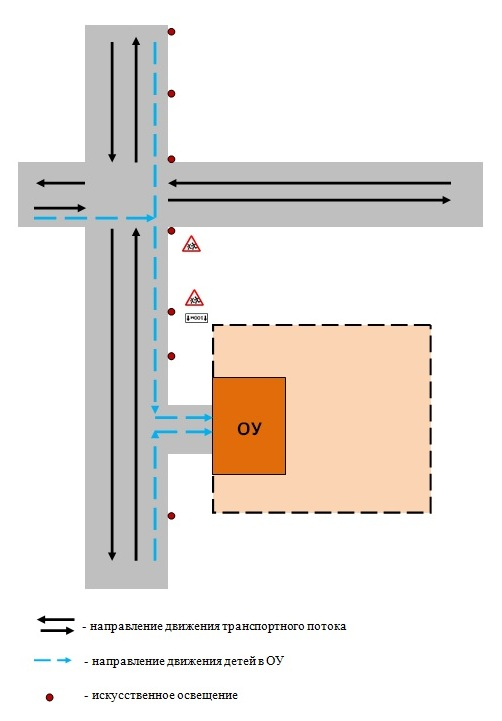 ОУ
- направление движения транспортного потока
- направление движения детей в ОУ
- искусственное освещение